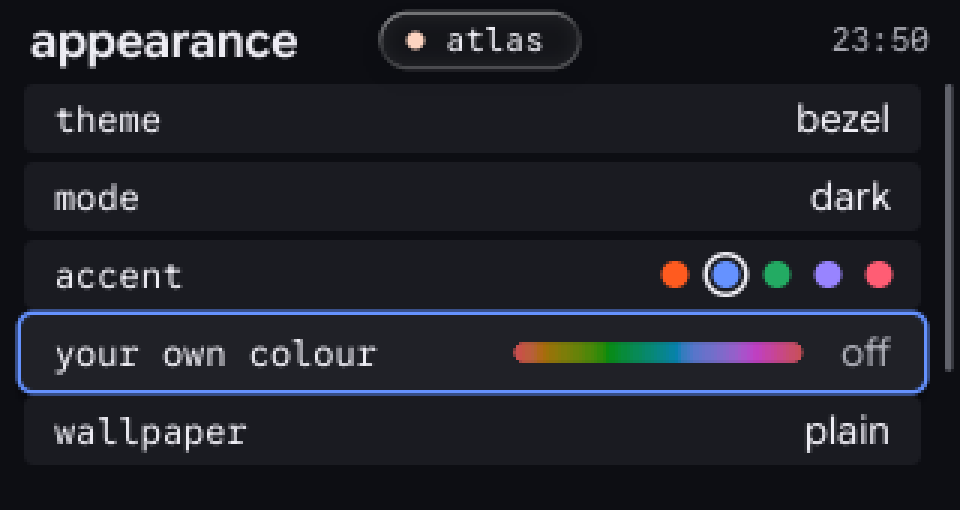 appearance atlas 23:50
theme bezel
mode dark
accent
your own colour off
wallpaper plain